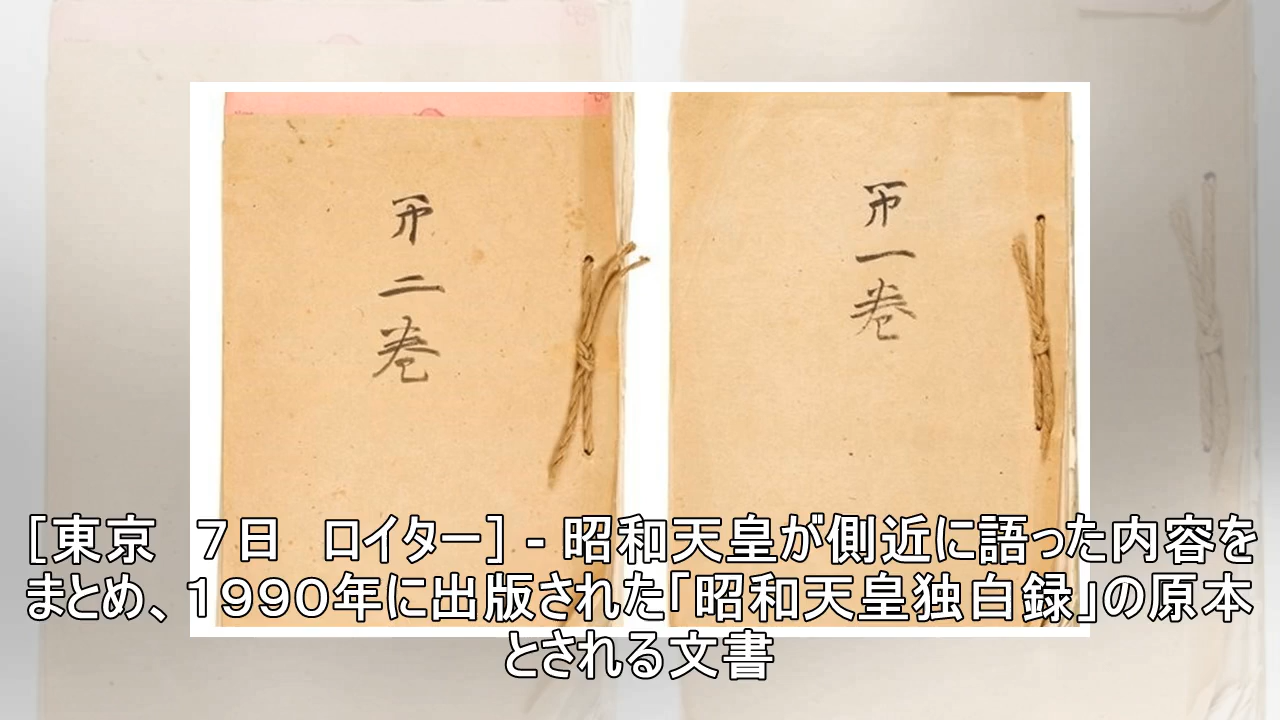 第二巻
第一巻
［東京　７日　ロイター］ - 昭和天皇が側近に語った内容を
まとめ、１９９０年に出版された「昭和天皇独白録」の原本
とされる文書